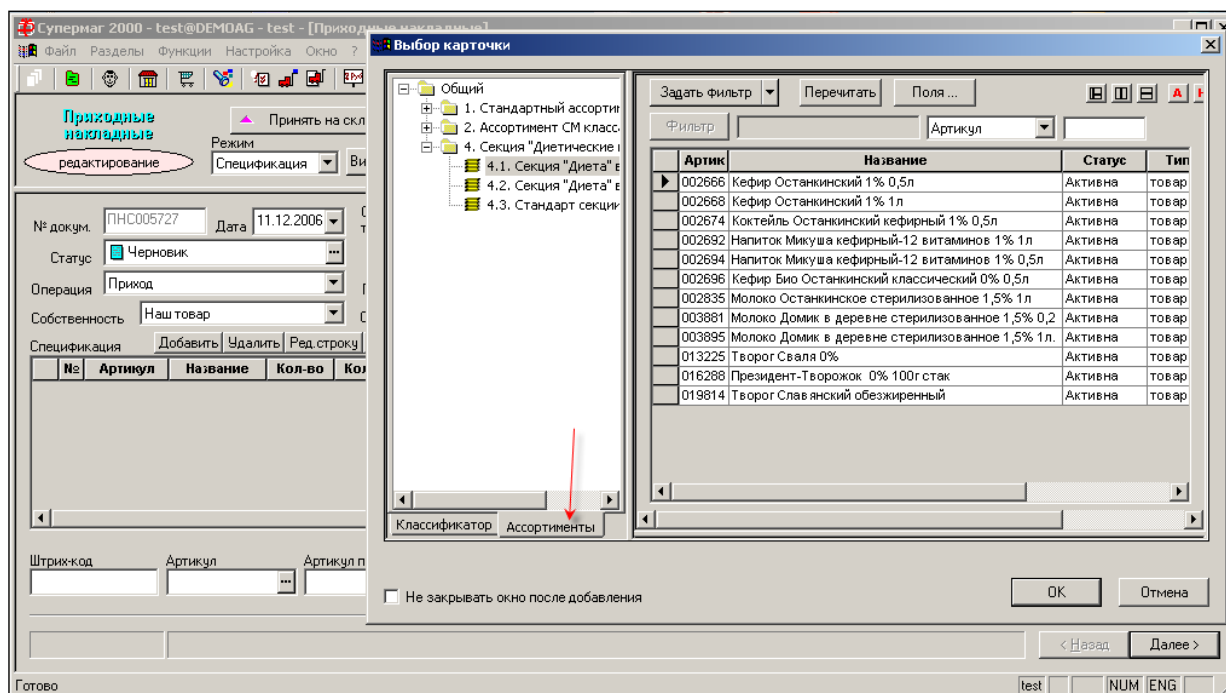 Супермаг 2000 - test@DEMOAG - test - [Приходные накладные]
Файл Разделы Функции Настройка Окно ?
Приходные накладные
редактирование
Принять на скл
Режим
Спецификация
Ви
№ докум. ПНС005727 Дата 11.12.2006
Статус Черновик ...
Операция Приход
Собственность Наш товар
Спецификация Добавить Удалить Ред.строку
№ Артикул Название Кол-во Кол
Штрих-код Артикул Артикул п
...
< Назад Далее >
Готово test NUM ENG
Выбор карточки
Общий
1. Стандартный ассорти
2. Ассортимент СМ класс
4. Секция "Диетические
4.1. Секция "Диета" в
4.2. Секция "Диета" в
4.3. Стандарт секции
Классификатор Ассортименты
Задать фильтр Перечитать Поля ... A
Фильтр Артикул
Артик Название Статус Тип
002666 Кефир Останкинский 1% 0,5л Активна товар
002668 Кефир Останкинский 1% 1л Активна товар
002674 Коктейль Останкинский кефирный 1% 0,5л Активна товар
002692 Напиток Микуша кефирный-12 витаминов 1% 1л Активна товар
002694 Напиток Микуша кефирный-12 витаминов 1% 0,5л Активна товар
002696 Кефир Био Останкинский классический 0% 0,5л Активна товар
002835 Молоко Останкинское стерилизованное 1,5% 1л Активна товар
003881 Молоко Домик в деревне стерилизованное 1,5% 0,2 Активна товар
003895 Молоко Домик в деревне стерилизованное 1,5% 1л. Активна товар
013225 Творог Сваля 0% Активна товар
016288 Президент-Творожок 0% 100г стак Активна товар
019814 Творог Славянский обезжиренный Активна товар
Не закрывать окно после добавления
OK Отмена